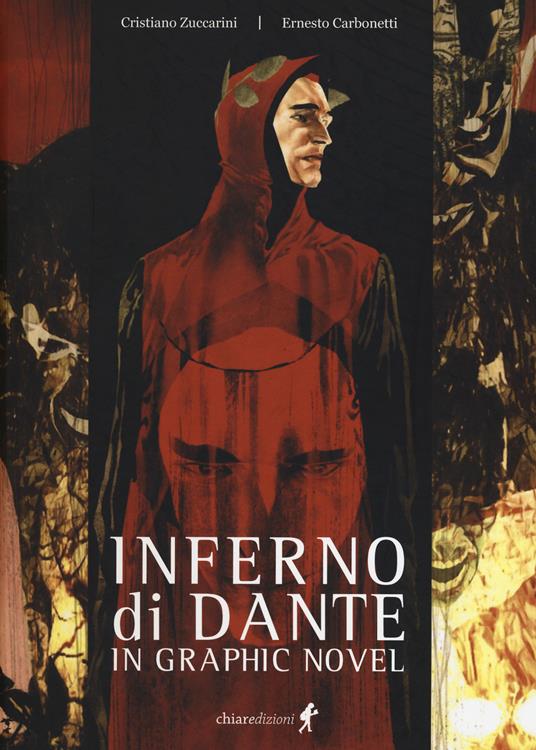 Cristiano Zuccarini | Ernesto Carbonetti
INFERNO
di DANTE
IN GRAPHIC NOVEL
chiaredizioni